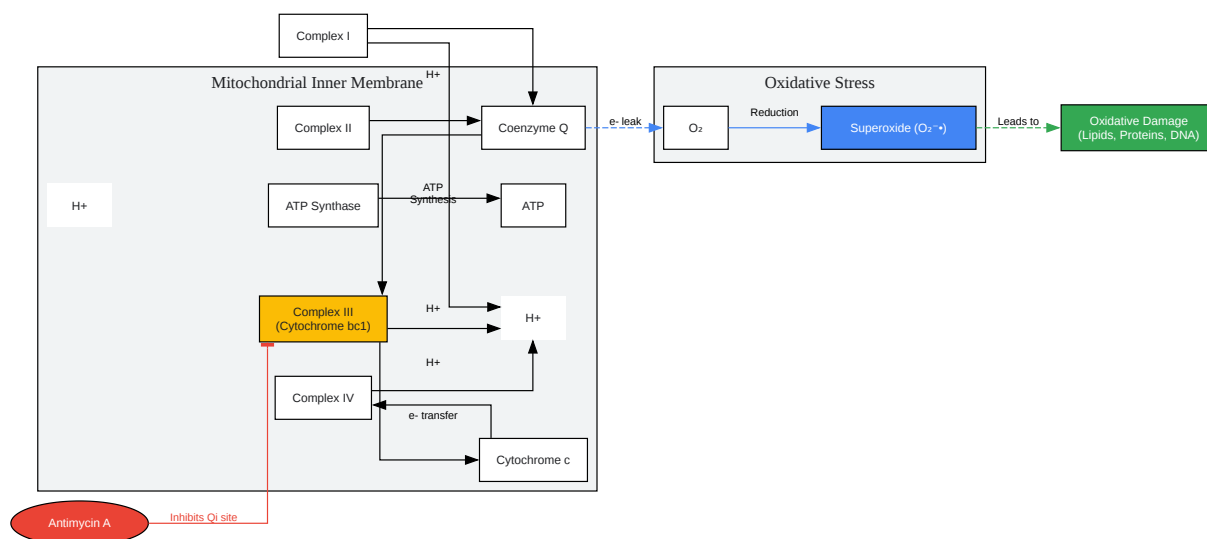 Complex I
H+
Mitochondrial Inner Membrane
Oxidative Stress
Complex II
Coenzyme Q
e- leak
O₂
Reduction
Superoxide (O₂⁻•)
Leads to
Oxidative Damage
(Lipids, Proteins, DNA)
H+
ATP Synthase
ATP
Synthesis
ATP
Complex III
(Cytochrome bc1)
H+
H+
H+
Complex IV
e- transfer
Cytochrome c
Antimycin A
Inhibits Qi site